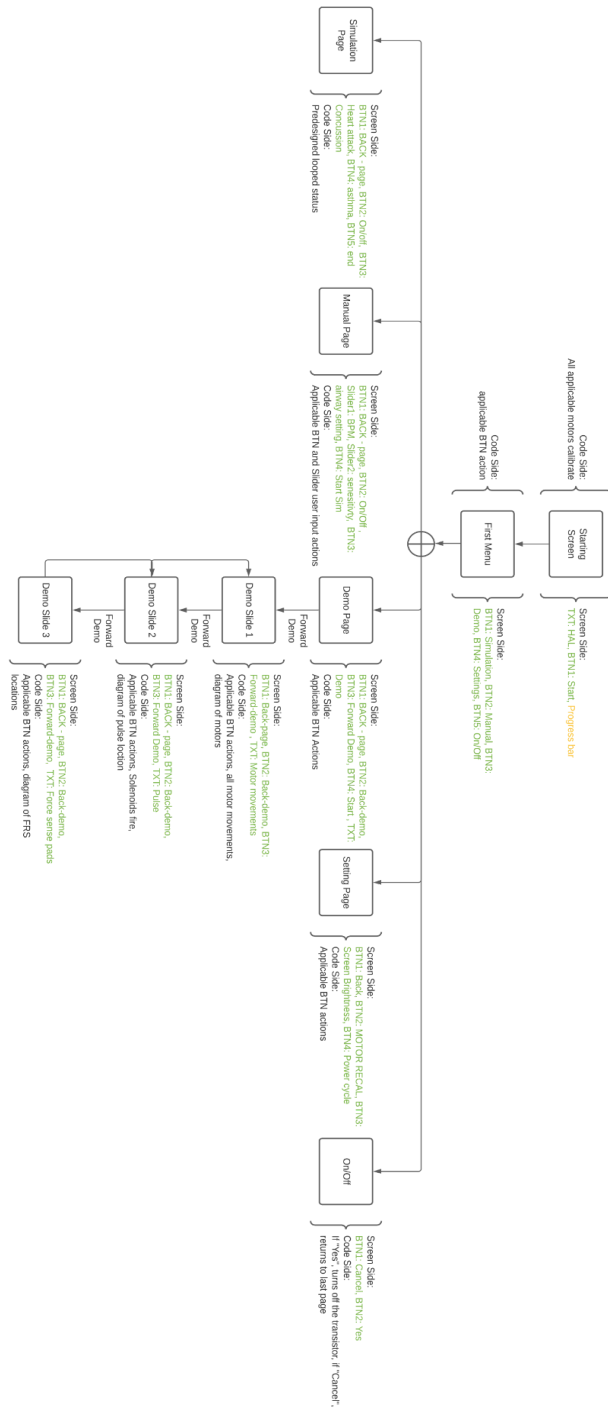 Code Side:
All applicable motors calibrate
Starting
Screen
Screen Side:
TXT: HAL, BTN1: Start, Progress bar
Code Side:
applicable BTN action
First Menu
Screen Side:
BTN1: Simulation, BTN2: Manual, BTN3:
Demo, BTN4: Settings, BTN5: On/Off
Simulation
Page
Screen Side:
BTN1: BACK - page, BTN2: On/off, BTN3:
Heart attack, BTN4: asthma, BTN5: end
Concussion
Code Side:
Predesigned looped status
Manual Page
Screen Side:
BTN1: BACK - page, BTN2: On/Off ,
Slider1: BPM, Slider2: senesitivty, BTN3:
airway setting, BTN4: Start Sim
Code Side:
Applicable BTN and Slider user input actions
Demo Page
Screen Side:
BTN1: BACK - page, BTN2: Back-demo,
BTN3: Forward Demo, BTN4: Start , TXT:
Demo
Code Side:
Applicable BTN Actions
Setting Page
Screen Side:
BTN1: Back, BTN2: MOTOR RECAL, BTN3:
Screen Brightness, BTN4: Power cycle
Code Side:
Applicable BTN actions
On/Off
Screen Side:
BTN1: Cancel, BTN2: Yes
Code Side:
If "Yes", turns off the transistor, if "Cancel",
returns to last page
Forward
Demo
Demo Slide 1
Screen Side:
BTN1: Back-page, BTN2: Back-demo, BTN3:
Forward-demo , TXT: Motor movements
Code Side:
Applicable BTN actions, all motor movements,
diagram of motors
Forward
Demo
Demo Slide 2
Screen Side:
BTN1: BACK - page, BTN2: Back-demo,
BTN3: Forward Demo, TXT: Pulse
Code Side:
Applicable BTN actions, Solenoids fire,
diagram of pulse loction
Forward
Demo
Demo Slide 3
Screen Side:
BTN1: BACK - page, BTN2: Back-demo,
BTN3: Forward-demo, TXT: Force sense pads
Code Side:
Applicable BTN actions, diagram of FRS
locations